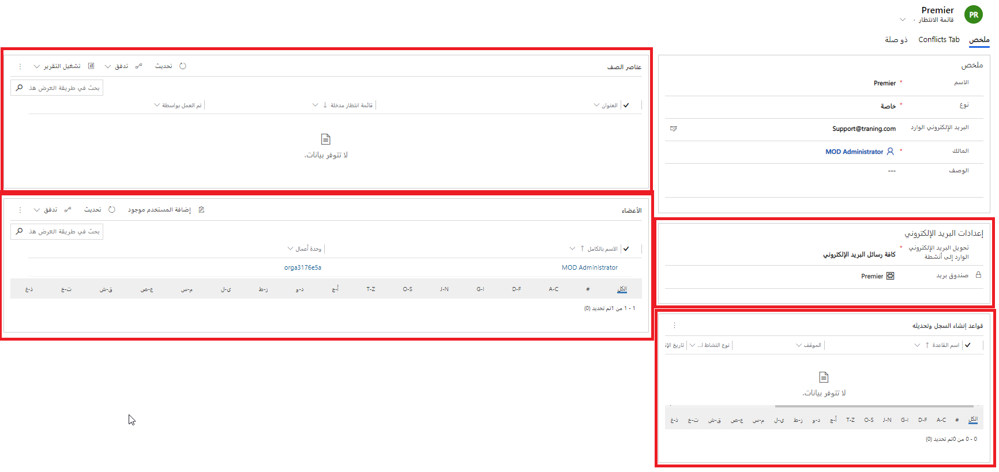 Premier
قائمة الانتظار ·
PR
ملخص
Conflicts Tab
ذو صلة
ملخص
الاسم * Premier
نوع * خاصة
البريد الإلكتروني الوارد Support@traning.com
المالك * MOD Administrator
الوصف ---
إعدادات البريد الإلكتروني
تحويل البريد الإلكتروني
الوارد إلى أنشطة * كافة رسائل البريد الإلكتروني
صندوق بريد Premier
قواعد إنشاء السجل وتحديثه
اسم القاعدة الموقف نوع النشاط ا... تاريخ الإن
لا تتوفر بيانات.
الكل # A-C D-F G-I J-N O-S T-Z أ-ج د-و ز-ط ي-ل م-س ع-ص ق-ش ت-خ ذ-غ
0 - 0 من 0تم تحديد (0)
عناصر الصف
تحديث تدفق تشغيل التقرير
بحث في طريقة العرض هذ
العنوان قائمة انتظار مدخلة تم العمل بواسطة
لا تتوفر بيانات.
الأعضاء
إضافة المستخدم موجود تحديث تدفق
بحث في طريقة العرض هذ
الاسم بالكامل وحدة أعمال
MOD Administrator orga3176e5a
الكل # A-C D-F G-I J-N O-S T-Z أ-ج د-و ز-ط ي-ل م-س ع-ص ق-ش ت-خ ذ-غ
1 - 1 من 1تم تحديد (0)